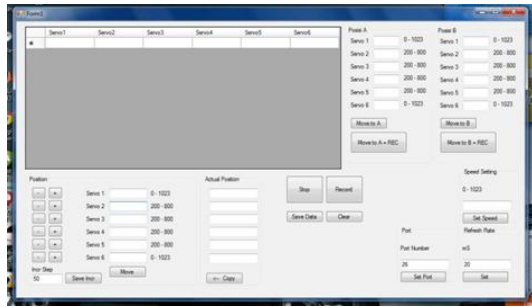 Form1
Servo1 Servo2 Servo3 Servo4 Servo5 Servo6
Posisi A
Servo 1 0 - 1023
Servo 2 200 - 800
Servo 3 200 - 800
Servo 4 200 - 800
Servo 5 200 - 800
Servo 6 0 - 1023
Move to A
Move to A + REC
Posisi B
Servo 1 0 - 1023
Servo 2 200 - 800
Servo 3 200 - 800
Servo 4 200 - 800
Servo 5 200 - 800
Servo 6 0 - 1023
Move to B
Move to B + REC
Position
- + Servo 1 0 - 1023
- + Servo 2 200 - 800
- + Servo 3 200 - 800
- + Servo 4 200 - 800
- + Servo 5 200 - 800
- + Servo 6 0 - 1023
Incr Step
50
Save Incr
Move
Actual Position
<-- Copy
Stop Record
Save Data Clear
Speed Setting
0 - 1023
Set Speed
Port
Port Number
26
Set Port
Refresh Rate
mS
20
Set